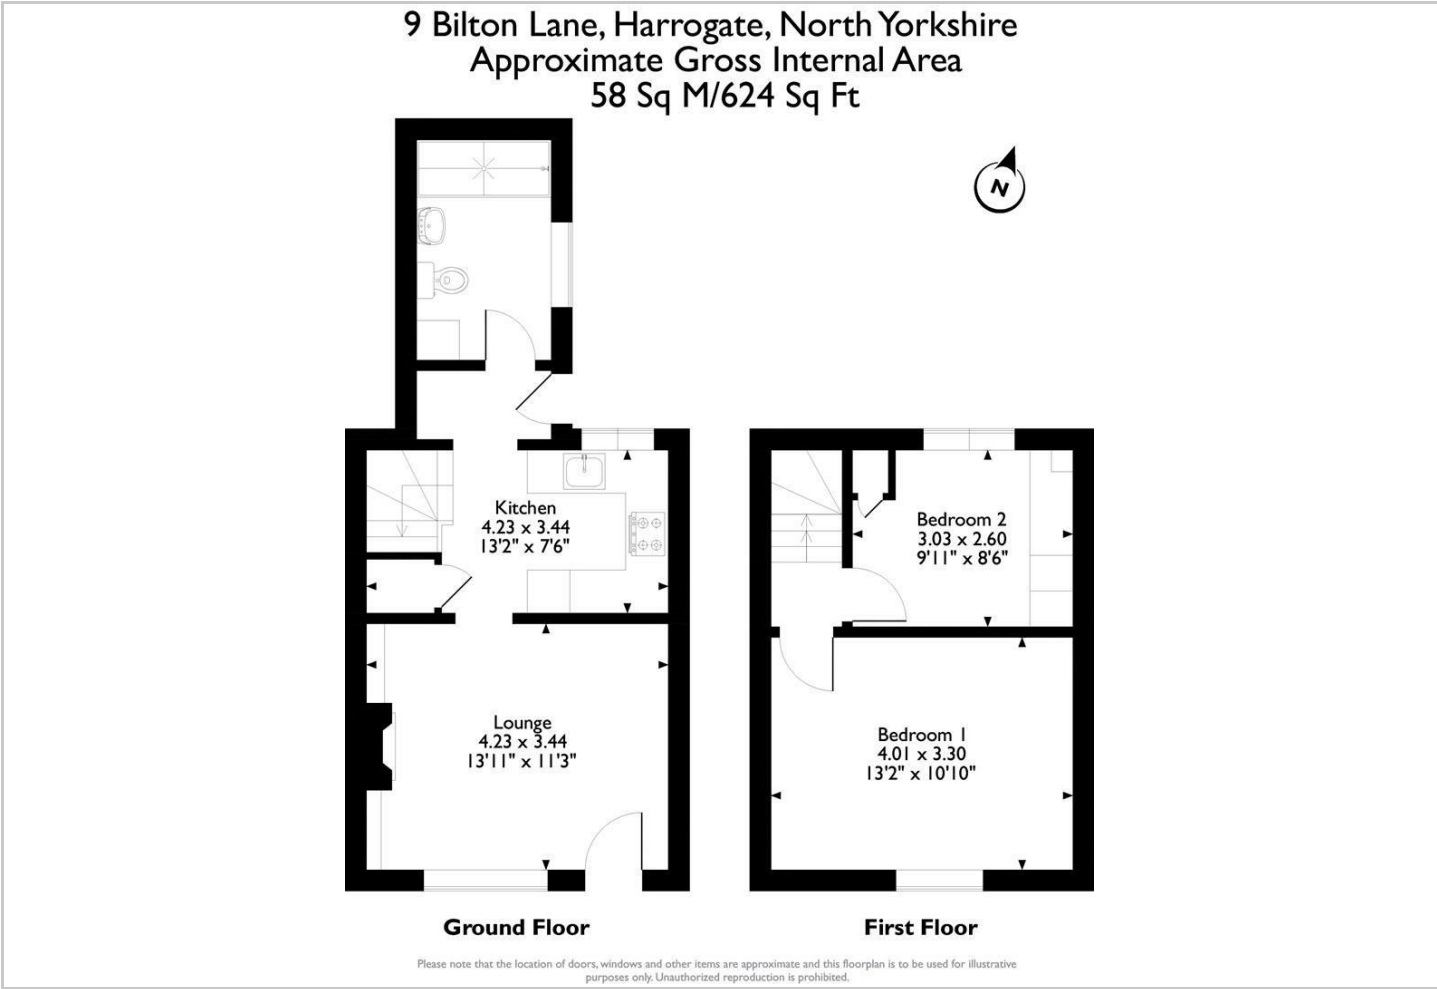 9 Bilton Lane, Harrogate, North Yorkshire
Approximate Gross Internal Area
58 Sq M/624 Sq Ft
N
Kitchen
4.23 x 3.44
13'2" x 7'6"
Lounge
4.23 x 3.44
13'11" x 11'3"
Ground Floor
Bedroom 2
3.03 x 2.60
9'11" x 8'6"
Bedroom 1
4.01 x 3.30
13'2" x 10'10"
First Floor
Please note that the location of doors, windows and other items are approximate and this floorplan is to be used for illustrative
purposes only. Unauthorized reproduction is prohibited.